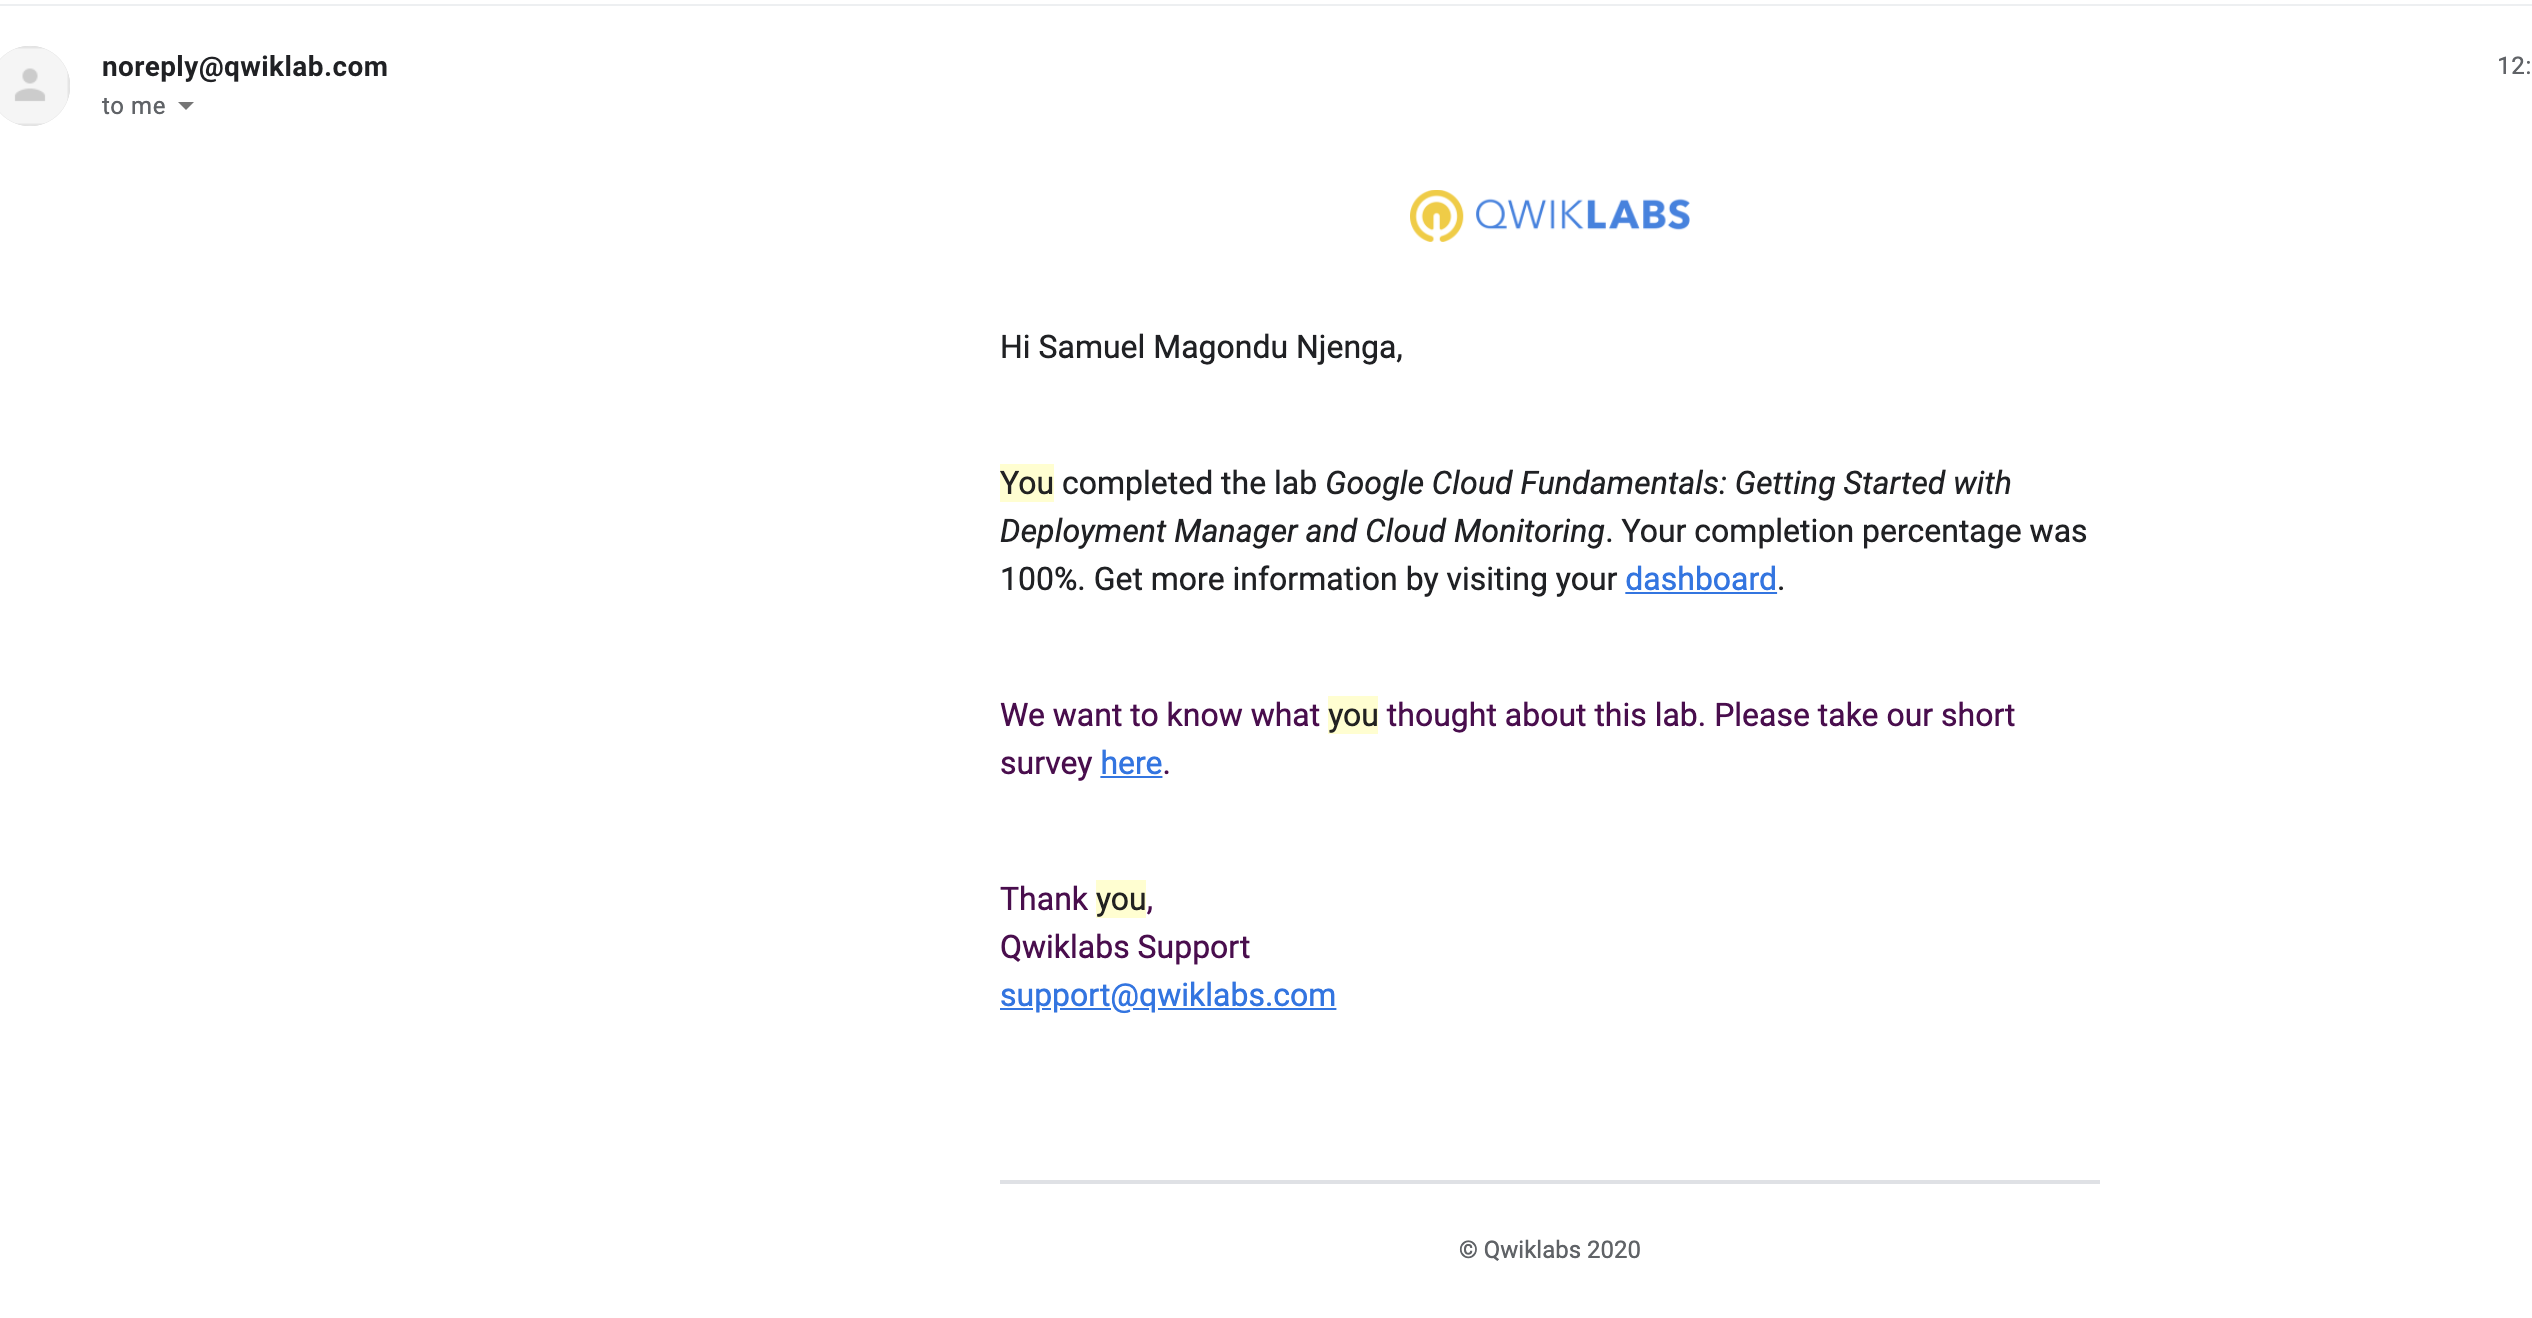 noreply@qwiklab.com
12:
to me
QWIKLABS
Hi Samuel Magondu Njenga,
You completed the lab Google Cloud Fundamentals: Getting Started with
Deployment Manager and Cloud Monitoring. Your completion percentage was
100%. Get more information by visiting your dashboard.
We want to know what you thought about this lab. Please take our short
survey here.
Thank you,
Qwiklabs Support
support@qwiklabs.com
© Qwiklabs 2020